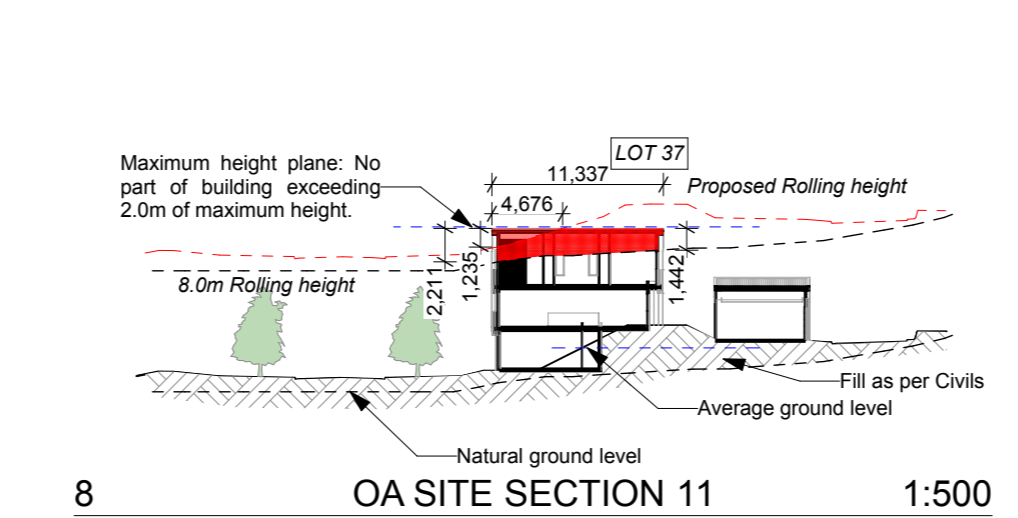 LOT 37
Maximum height plane: No
part of building exceeding
2.0m of maximum height.
11,337
Proposed Rolling height
4,676
2,211
1,235
1,442
8.0m Rolling height
Fill as per Civils
Average ground level
Natural ground level
8 OA SITE SECTION 11 1:500